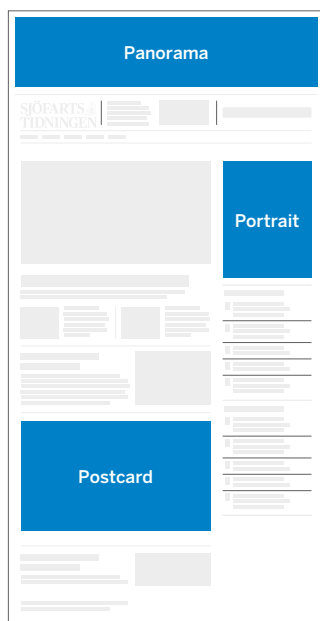 Panorama
SJÖFARTS&
TIDNINGEN
Portrait
Postcard